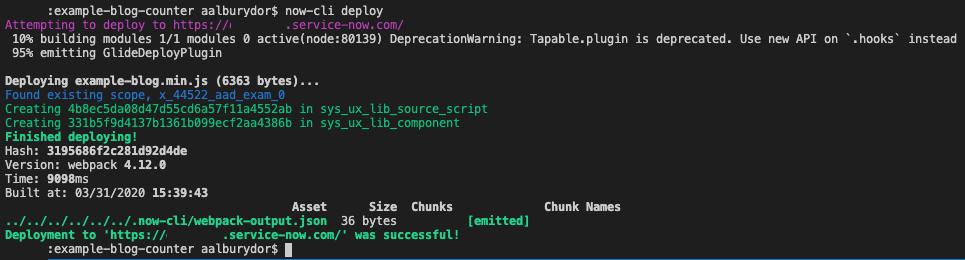 :example-blog-counter aalburydor$ now-cli deploy
Attempting to deploy to https:// .service-now.com/
10% building modules 1/1 modules 0 active(node:80139) DeprecationWarning: Tapable.plugin is deprecated. Use new API on `.hooks` instead
95% emitting GlideDeployPlugin
Deploying example-blog.min.js (6363 bytes)...
Found existing scope, x_44522_aad_exam_0
Creating 4b8ec5da08d47d55cd6a57f11a4552ab in sys_ux_lib_source_script
Creating 331b5f9d4137b1361b099ecf2aa4386b in sys_ux_lib_component
Finished deploying!
Hash: 3195686f2c281d92d4de
Version: webpack 4.12.0
Time: 9098ms
Built at: 03/31/2020 15:39:43
Asset Size Chunks Chunk Names
../../../../../../.now-cli/webpack-output.json 36 bytes [emitted]
Deployment to 'https:// .service-now.com/' was successful!
:example-blog-counter aalburydor$